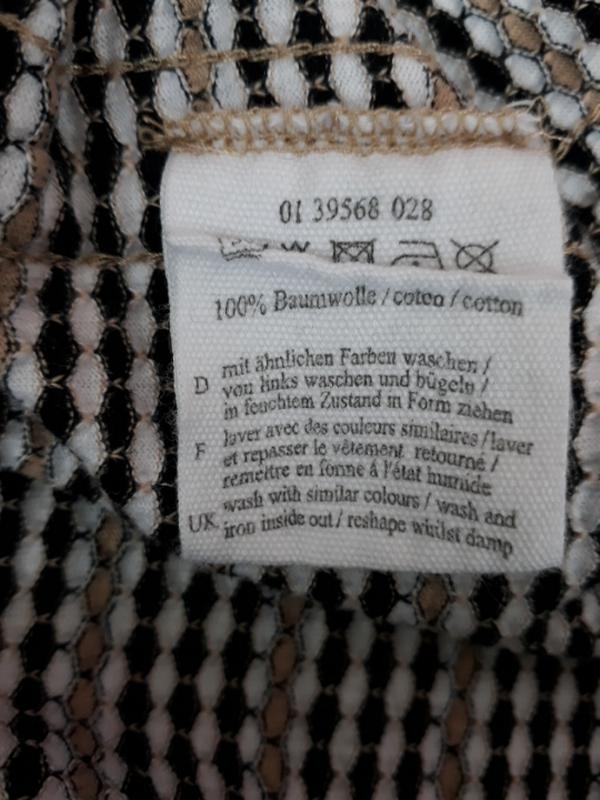 01 39568 028
100% Baumwolle / coton / cotton
mit ähnlichen Farben waschen /
D von links waschen und bügeln /
in feuchtem Zustand in Form ziehen
laver avec des couleurs similaires / laver
F et repasser le vêtement retourné /
remettre en forme á l'état humide
wash with similar colours / wash and
UK iron inside out / reshape whilst damp